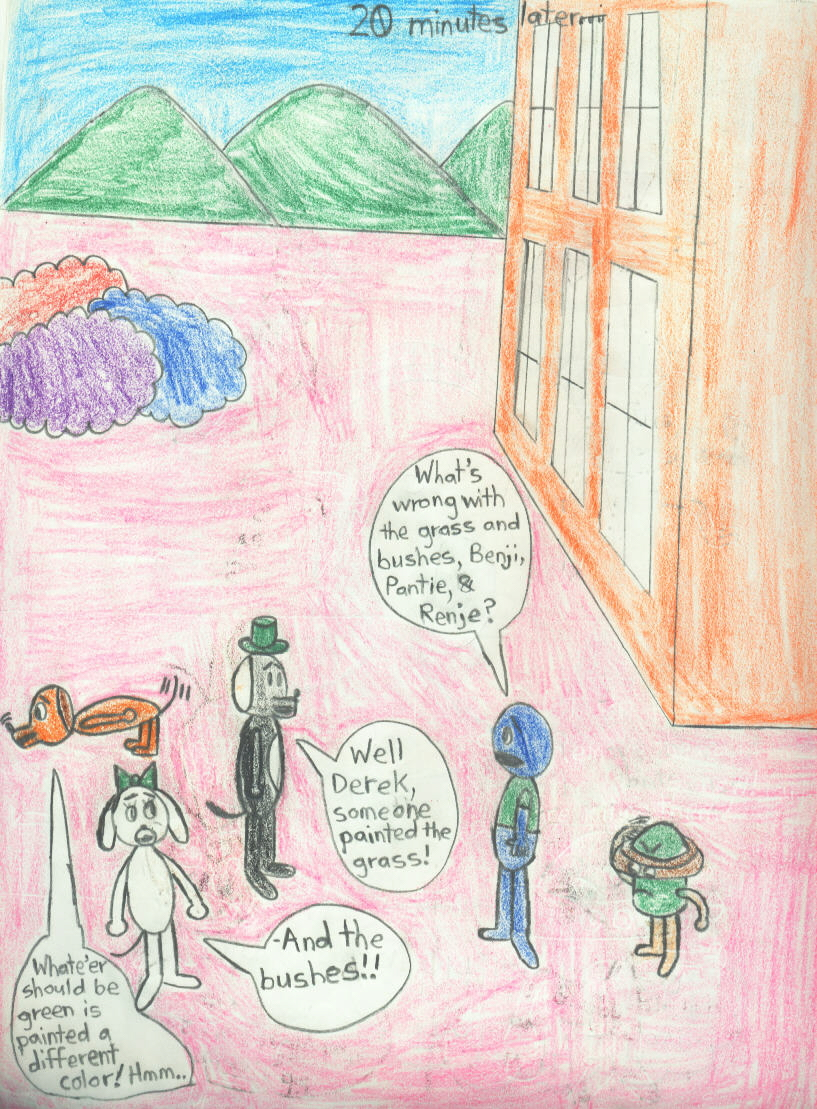 20 minutes later....
What's
wrong with
the grass and
bushes, Benji,
Pantie, &
Renje?
Well
Derek,
someone
painted the
grass!
-And the
bushes!!
Whate'er
should be
green is
painted a
different
color! Hmm..